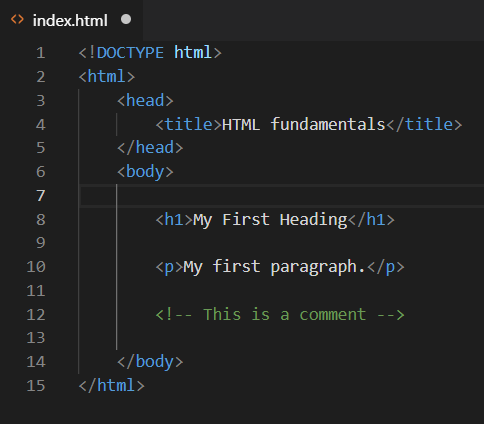 <> index.html
1 <!DOCTYPE html>
2 <html>
3 <head>
4 <title>HTML fundamentals</title>
5 </head>
6 <body>
7
8 <h1>My First Heading</h1>
9
10 <p>My first paragraph.</p>
11
12 <!-- This is a comment -->
13
14 </body>
15 </html>